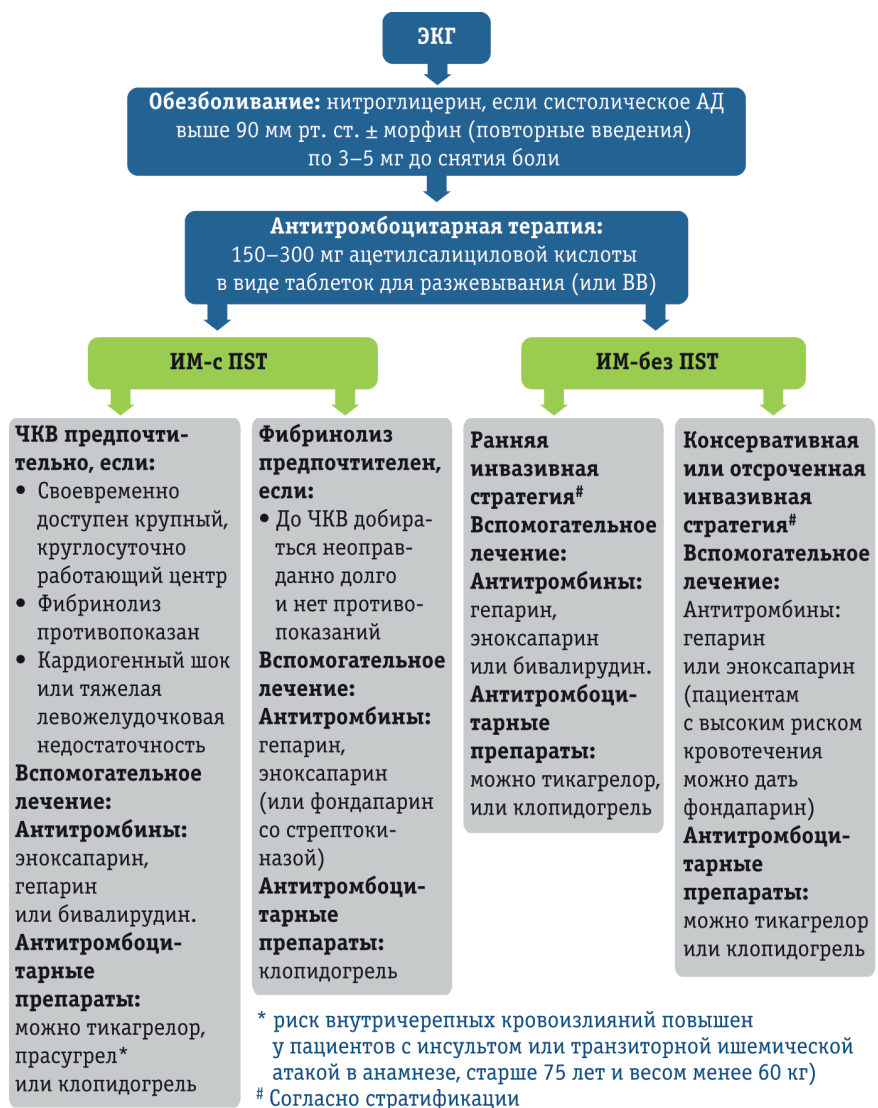 ЭКГ
Обезболивание: нитроглицерин, если систолическое АД
выше 90 мм рт. ст. ± морфин (повторные введения)
по 3–5 мг до снятия боли
Антитромбоцитарная терапия:
150–300 мг ацетилсалициловой кислоты
в виде таблеток для разжевывания (или ВВ)
ИМ-с ПST
ИМ-без ПST
ЧКВ предпочти-
тельно, если:
• Своевременно
доступен крупный,
круглосуточно
работающий центр
• Фибринолиз
противопоказан
• Кардиогенный шок
или тяжелая
левожелудочковая
недостаточность
Вспомогательное
лечение:
Антитромбины:
эноксапарин,
гепарин
или бивалирудин.
Антитромбоци-
тарные
препараты:
можно тикагрелор,
прасугрел*
или клопидогрель
Фибринолиз
предпочтителен,
если:
• До ЧКВ добира-
ться неоправ-
данно долго
и нет противо-
показаний
Вспомогательное
лечение:
Антитромбины:
гепарин,
эноксапарин
(или фондапарин
со стрептоки-
назой)
Антитромбоци-
тарные
препараты:
клопидогрель
Ранняя
инвазивная
стратегия#
Вспомогательное
лечение:
Антитромбины:
гепарин,
эноксапарин
или бивалирудин.
Антитромбоци-
тарные
препараты:
можно тикагрелор,
или клопидогрель
Консервативная
или отсроченная
инвазивная
стратегия#
Вспомогательное
лечение:
Антитромбины:
гепарин
или эноксапарин
(пациентам
с высоким риском
кровотечения
можно дать
фондапарин)
Антитромбоци-
тарные
препараты:
можно тикагрелор
или клопидогрель
* риск внутричерепных кровоизлияний повышен
у пациентов с инсультом или транзиторной ишемической
атакой в анамнезе, старше 75 лет и весом менее 60 кг)
# Согласно стратификации